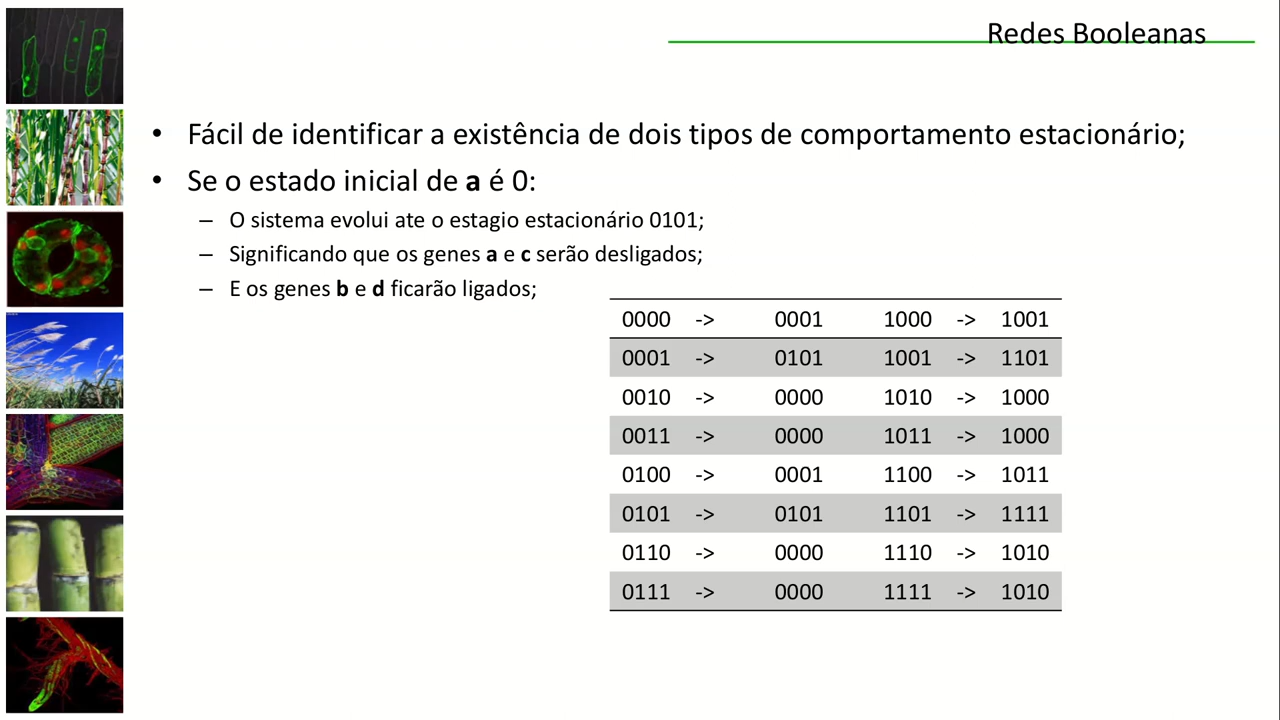 Redes Booleanas
• Fácil de identificar a existência de dois tipos de comportamento estacionário;
• Se o estado inicial de a é 0:
– O sistema evolui ate o estagio estacionário 0101;
– Significando que os genes a e c serão desligados;
– E os genes b e d ficarão ligados;
0000 -> 0001 1000 -> 1001
0001 -> 0101 1001 -> 1101
0010 -> 0000 1010 -> 1000
0011 -> 0000 1011 -> 1000
0100 -> 0001 1100 -> 1011
0101 -> 0101 1101 -> 1111
0110 -> 0000 1110 -> 1010
0111 -> 0000 1111 -> 1010